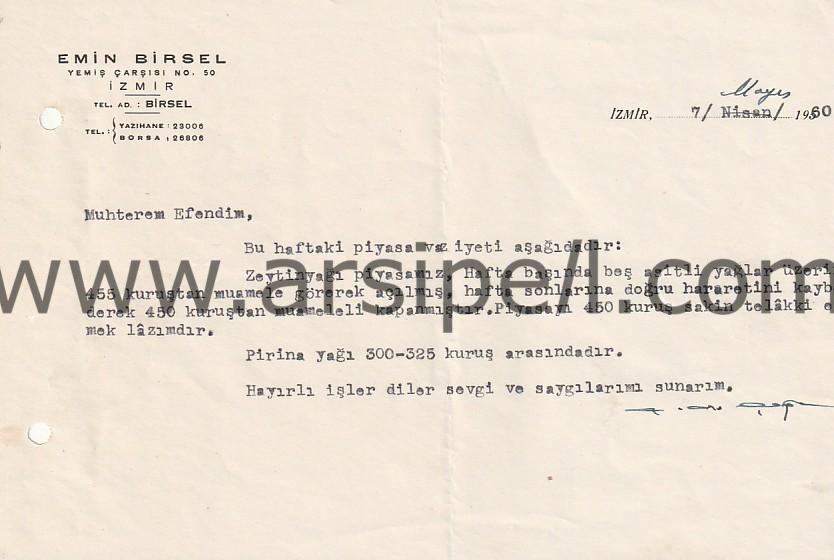 EMİN BİRSEL
YEMİŞ ÇARŞISI NO. 50
İZMİR
TEL. AD. : BİRSEL
TEL.: YAZIHANE : 23006
BORSA : 26806
Mayıs
İZMİR, 7/ Nisan/ 1960
Muhterem Efendim,
Bu haftaki piyasa vaziyeti aşağıdadır:
Zeytinyağı piyasamız, Hafta başında beş asitli yağlar üzeri
455 kuruştan muamele görerek açılmış, hafta sonlarına doğru hararetini kaybe
derek 450 kuruştan muameleli kapanmıştır.Piyasayı 450 kuruş sakin telâkki e
mek lâzımdır.
Pirina yağı 300-325 kuruş arasındadır.
Hayırlı işler diler sevgi ve saygılarımı sunarım.
www.arsipel.com